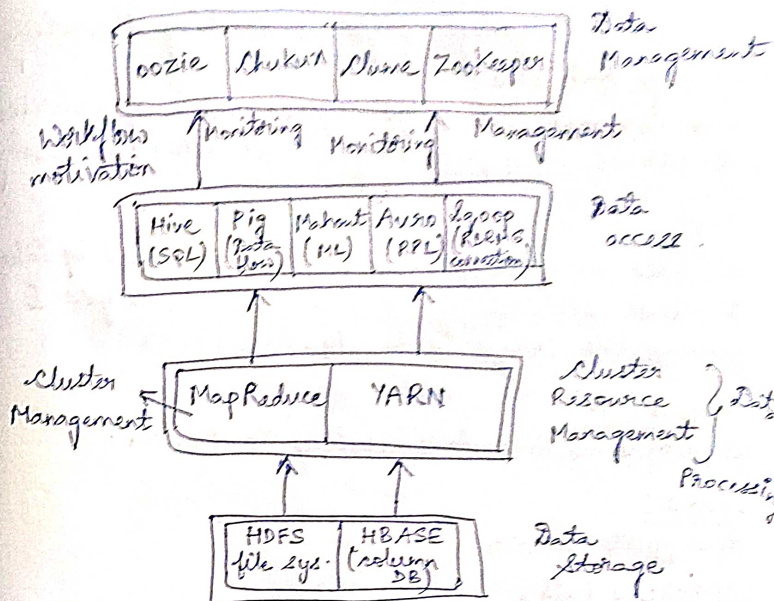 Data
Management
oozie
Chukwa
Flume
ZooKeeper
Workflow
motivation
Monitoring
Monitoring
Management
Hive
(SQL)
Pig
(Data
Flow)
Mahout
(ML)
Avro
(RPC)
Sqoop
(RDBMS
connection)
Data
access.
Cluster
Management
MapReduce
YARN
Cluster
Resource
Management
Data
Processing
HDFS
file sys.
HBASE
(column
DB)
Data
Storage.